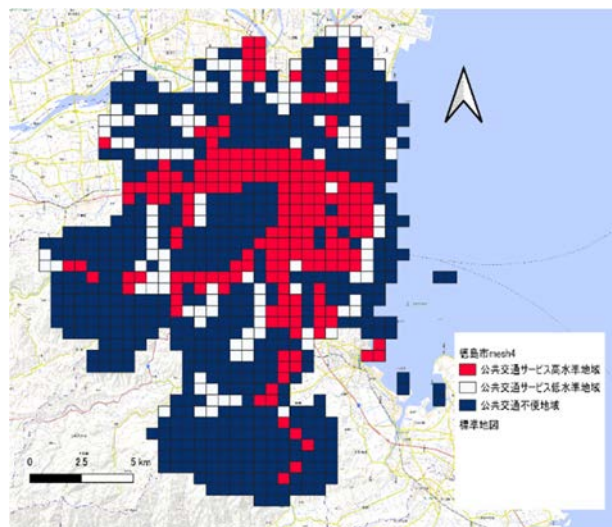 徳島市mesh4
公共交通サービス高水準地域
公共交通サービス低水準地域
公共交通不便地域
標準地図
0 2.5 5 km